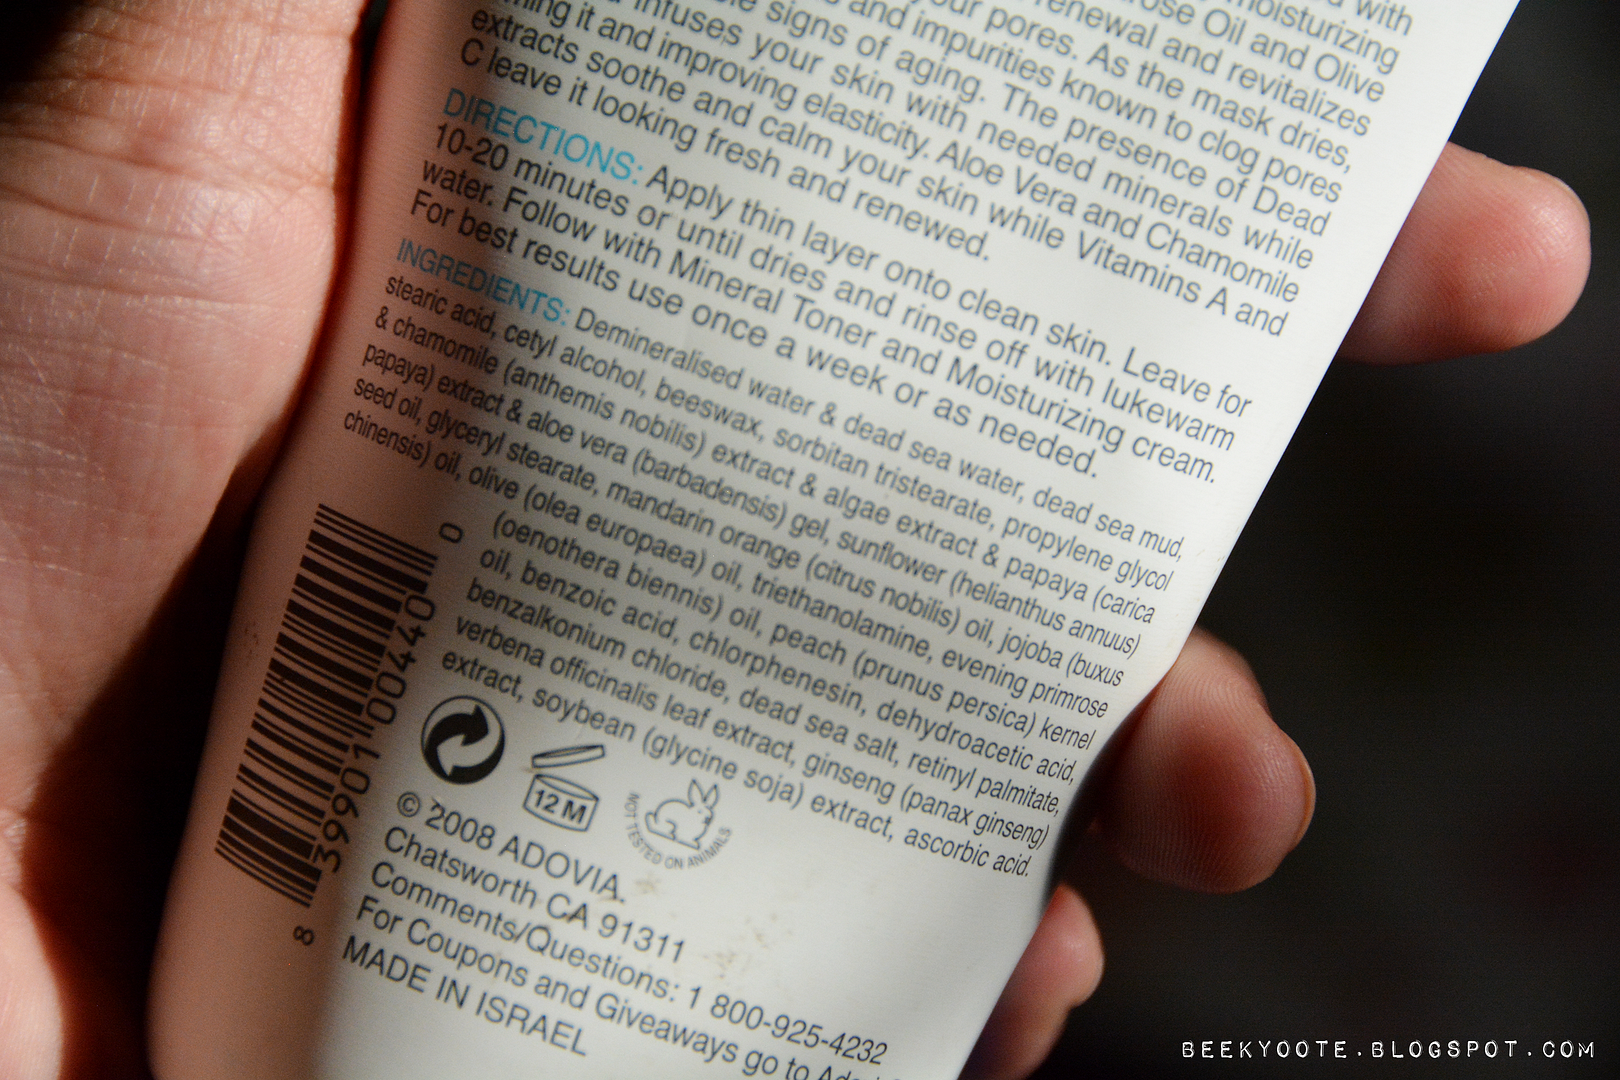 with
moisturizing
rose Oil and Olive
renewal and revitalizes
your pores. As the mask dries,
and impurities known to clog pores
signs of aging. The presence of Dead
infuses your skin with needed minerals while
it and improving elasticity. Aloe Vera and Chamomile
extracts soothe and calm your skin while Vitamins A and
C leave it looking fresh and renewed.
DIRECTIONS: Apply thin layer onto clean skin. Leave for
10-20 minutes or until dries and rinse off with lukewarm
water. Follow with Mineral Toner and Moisturizing cream.
For best results use once a week or as needed.
INGREDIENTS: Demineralised water & dead sea water, dead sea mud,
stearic acid, cetyl alcohol, beeswax, sorbitan tristearate, propylene glycol
& chamomile (anthemis nobilis) extract & algae extract & papaya (carica
papaya) extract & aloe vera (barbadensis) gel, sunflower (helianthus annuus)
seed oil, glyceryl stearate, mandarin orange (citrus nobilis) oil, jojoba (buxus
chinensis) oil, olive (olea europaea) oil, triethanolamine, evening primrose
(oenothera biennis) oil, peach (prunus persica) kernel
oil, benzoic acid, chlorphenesin, dehydroacetic acid,
benzalkonium chloride, dead sea salt, retinyl palmitate,
verbena officinalis leaf extract, ginseng (panax ginseng)
extract, soybean (glycine soja) extract, ascorbic acid.
8 39901 00440 0
12 M
NOT TESTED ON ANIMALS
© 2008 ADOVIA.
Chatsworth CA 91311
Comments/Questions: 1 800-925-4232
For Coupons and Giveaways go to
MADE IN ISRAEL
BEEKYOOTE.BLOGSPOT.COM